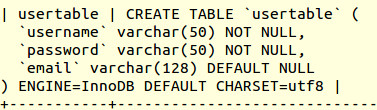 | usertable | CREATE TABLE `usertable` (
`username` varchar(50) NOT NULL,
`password` varchar(50) NOT NULL,
`email` varchar(128) DEFAULT NULL
) ENGINE=InnoDB DEFAULT CHARSET=utf8 |
+-----------+-------------------------------